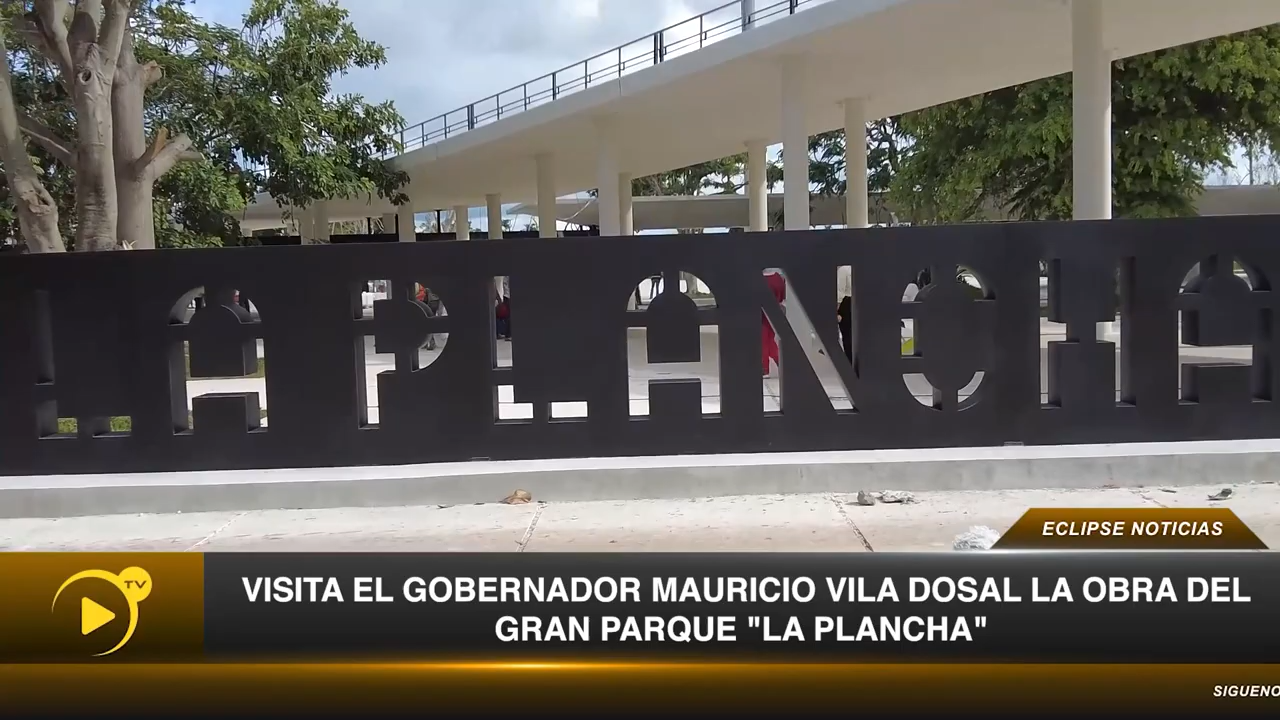 LA PLANCHA
ECLIPSE NOTICIAS
TV
VISITA EL GOBERNADOR MAURICIO VILA DOSAL LA OBRA DEL
GRAN PARQUE "LA PLANCHA"
SIGUENO